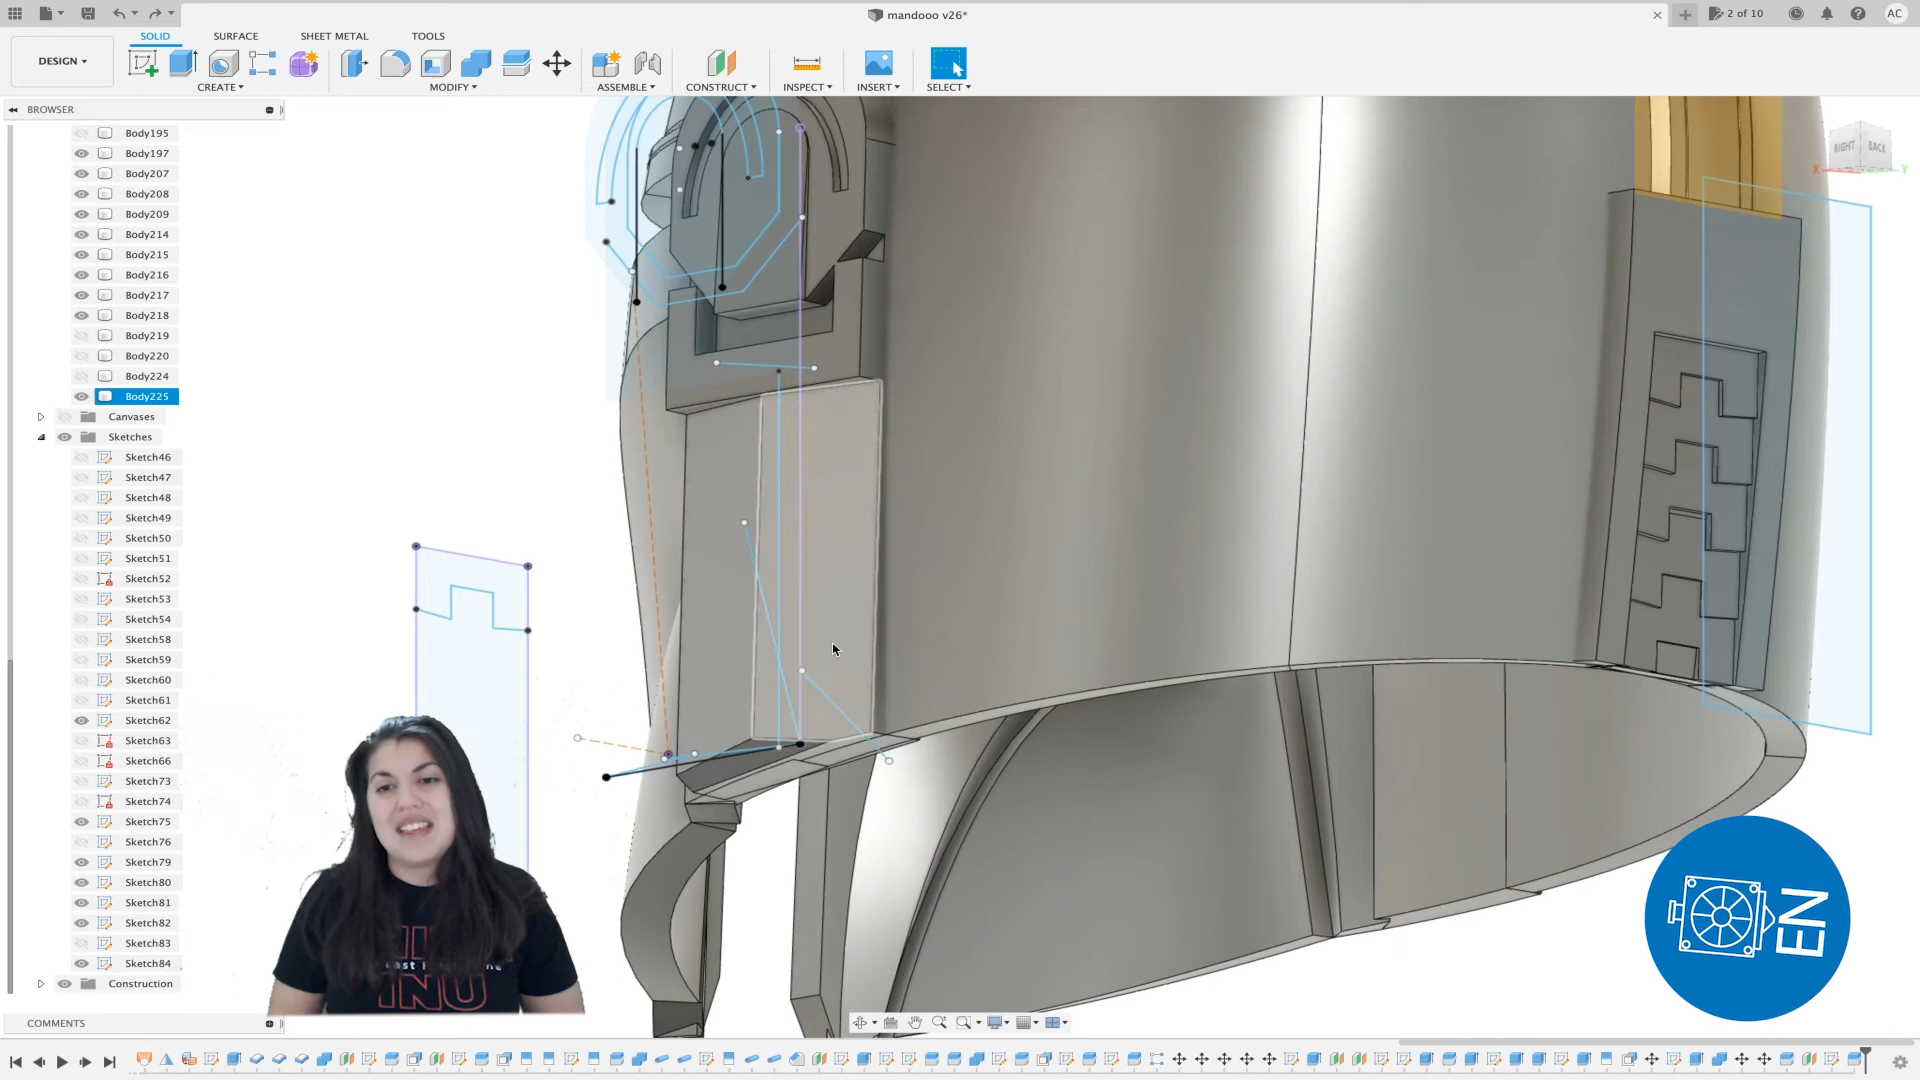 mandooo v26*
2 of 10
AC
DESIGN
SOLID
SURFACE
SHEET METAL
TOOLS
CREATE
MODIFY
ASSEMBLE
CONSTRUCT
INSPECT
INSERT
SELECT
BROWSER
Body195
Body197
Body207
Body208
Body209
Body214
Body215
Body216
Body217
Body218
Body219
Body220
Body224
Body225
Canvases
Sketches
Sketch46
Sketch47
Sketch48
Sketch49
Sketch50
Sketch51
Sketch52
Sketch53
Sketch54
Sketch58
Sketch59
Sketch60
Sketch61
Sketch62
Sketch63
Sketch66
Sketch73
Sketch74
Sketch75
Sketch76
Sketch79
Sketch80
Sketch81
Sketch82
Sketch83
Sketch84
Construction
COMMENTS
RIGHT
BACK
X
Y
EN